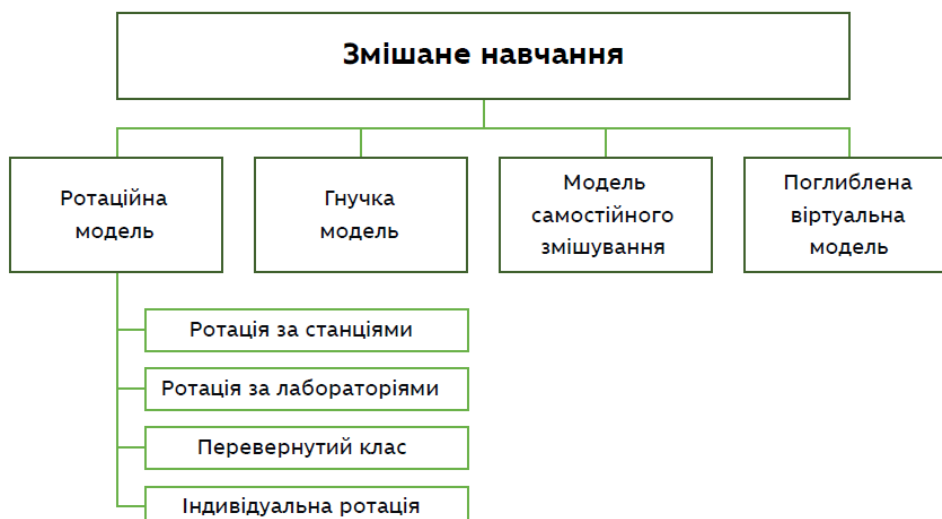 Змішане навчання
Ротаційна
модель
Гнучка
модель
Модель
самостійного
змішування
Поглиблена
віртуальна
модель
Ротація за станціями
Ротація за лабораторіями
Перевернутий клас
Індивідуальна ротація